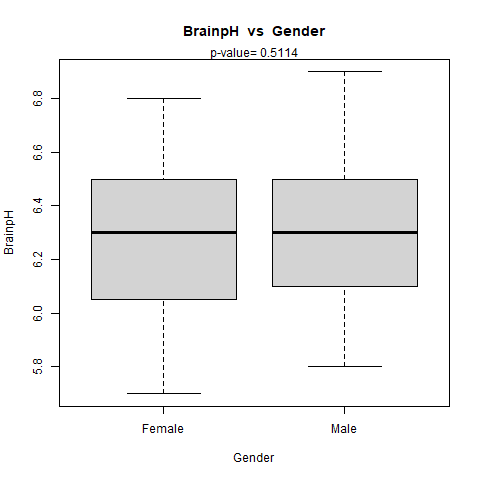 BrainpH vs Gender
p-value= 0.5114
BrainpH
6.8
6.6
6.4
6.2
6.0
5.8
Female
Male
Gender